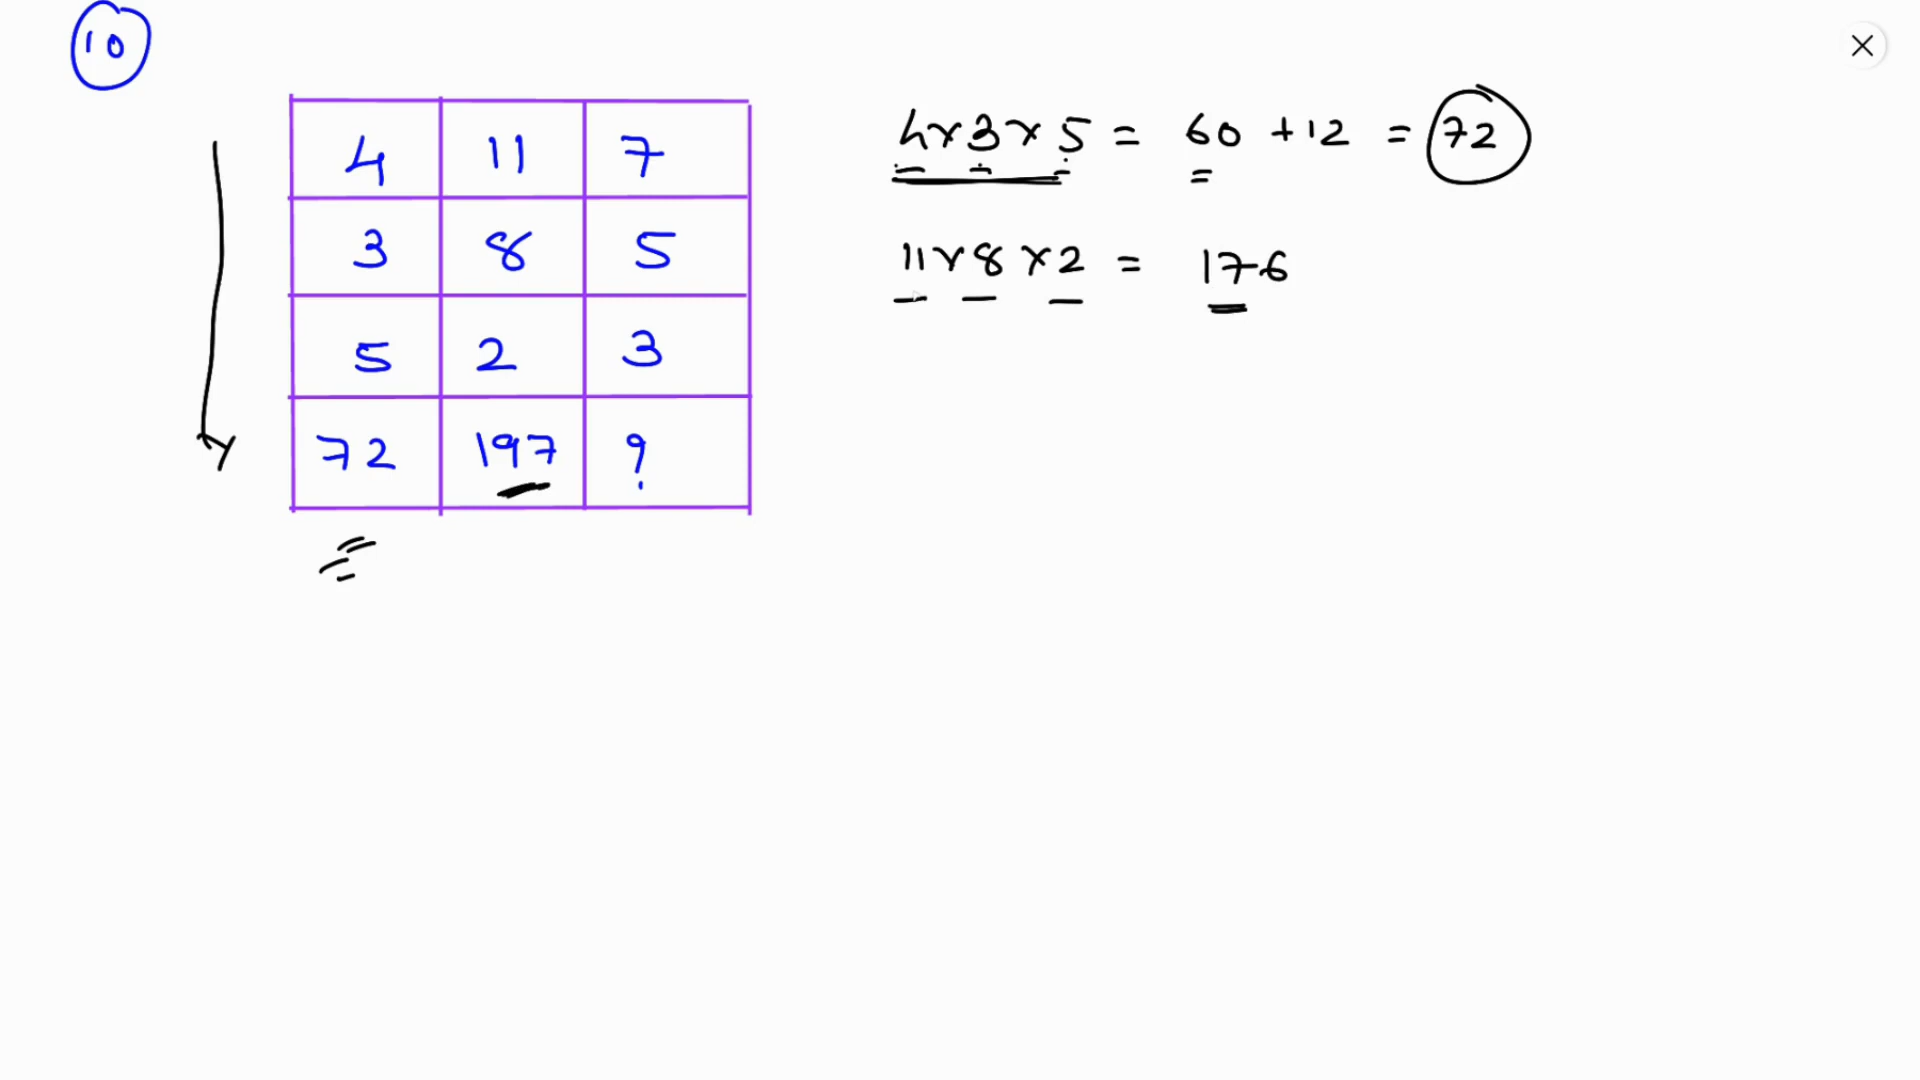 10
4 11 7
3 8 5
5 2 3
72 197 ?
4 x 3 x 5 = 60 + 12 = 72
11 x 8 x 2 = 176